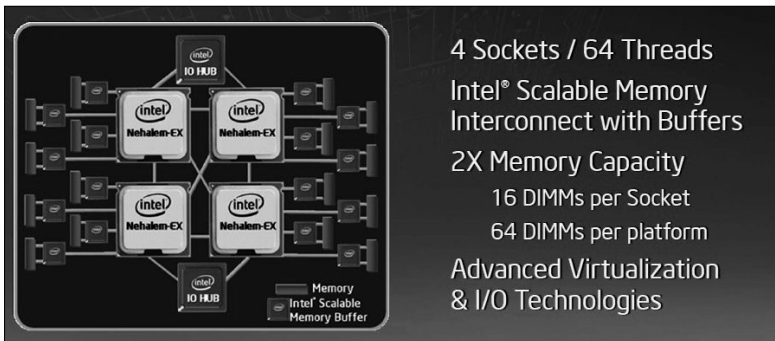 intel
IO HUB
intel
Nehalem-EX
intel
Nehalem-EX
intel
Nehalem-EX
intel
Nehalem-EX
intel
IO HUB
Memory
Intel® Scalable
Memory Buffer
4 Sockets / 64 Threads
Intel® Scalable Memory
Interconnect with Buffers
2X Memory Capacity
16 DIMMs per Socket
64 DIMMs per platform
Advanced Virtualization
& I/O Technologies